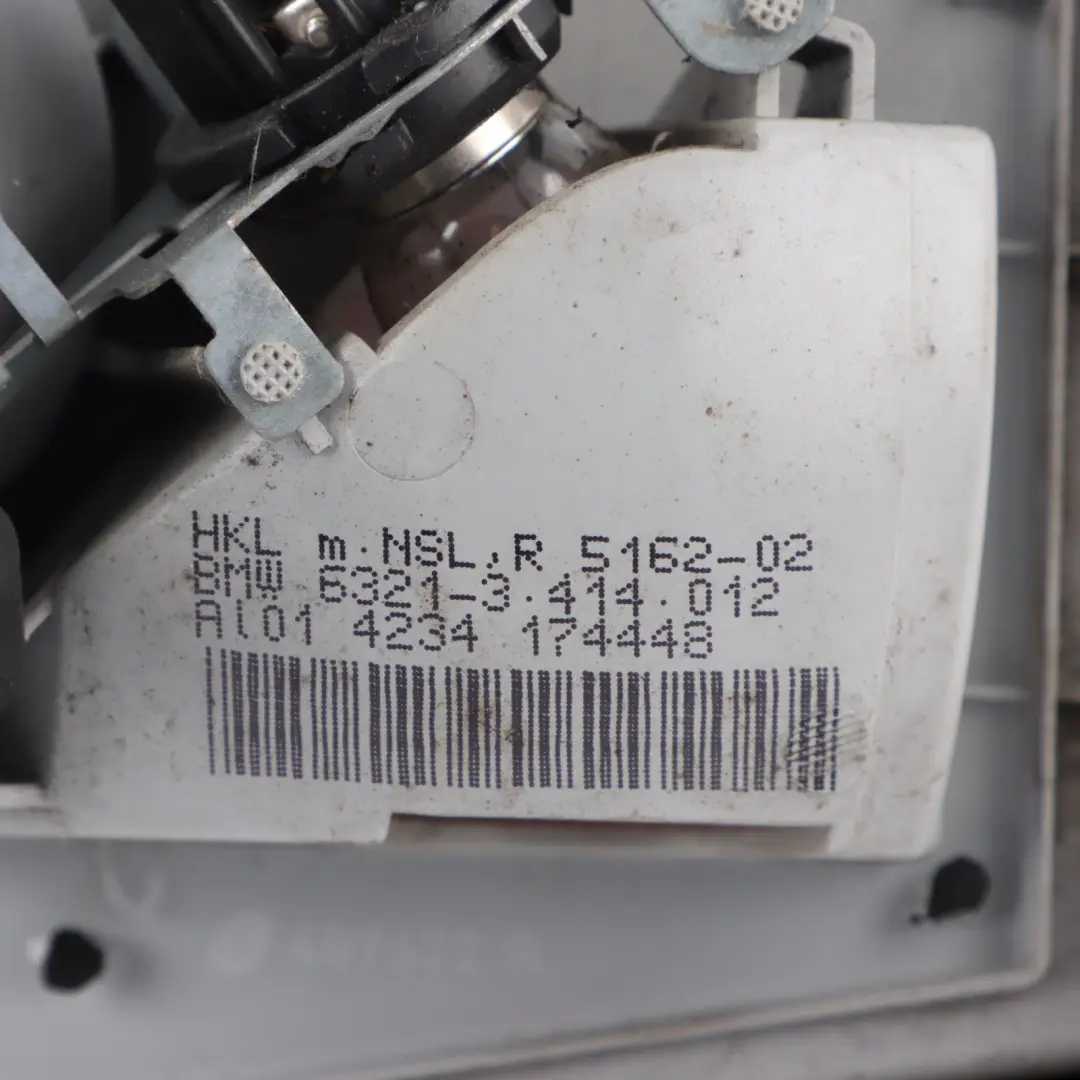 HKL m.NSL,R 5162-02
BMW 6321-3.414.012
Al01 4234 174448